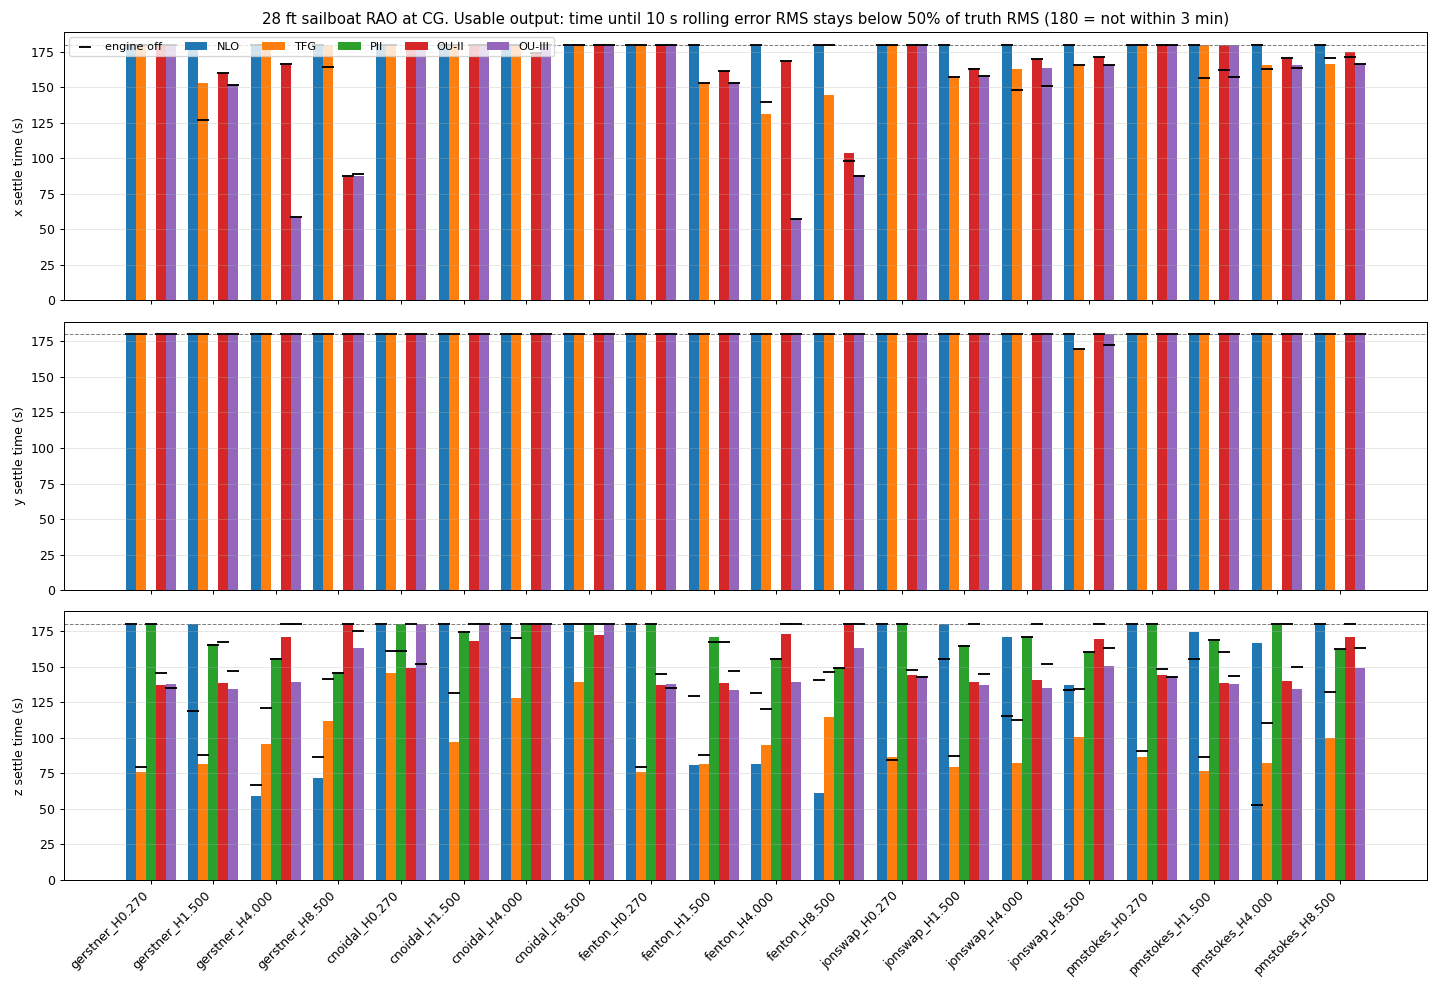 28 ft sailboat RAO at CG. Usable output: time until 10 s rolling error RMS stays below 50% of truth RMS (180 = not within 3 min)
engine off NLO TFG PII OU-II OU-III
175
150
125
100
75
50
25
0
x settle time (s)
175
150
125
100
75
50
25
0
y settle time (s)
175
150
125
100
75
50
25
0
z settle time (s)
gerstner_H0.270
gerstner_H1.500
gerstner_H4.000
gerstner_H8.500
cnoidal_H0.270
cnoidal_H1.500
cnoidal_H4.000
cnoidal_H8.500
fenton_H0.270
fenton_H1.500
fenton_H4.000
fenton_H8.500
jonswap_H0.270
jonswap_H1.500
jonswap_H4.000
jonswap_H8.500
pmstokes_H0.270
pmstokes_H1.500
pmstokes_H4.000
pmstokes_H8.500